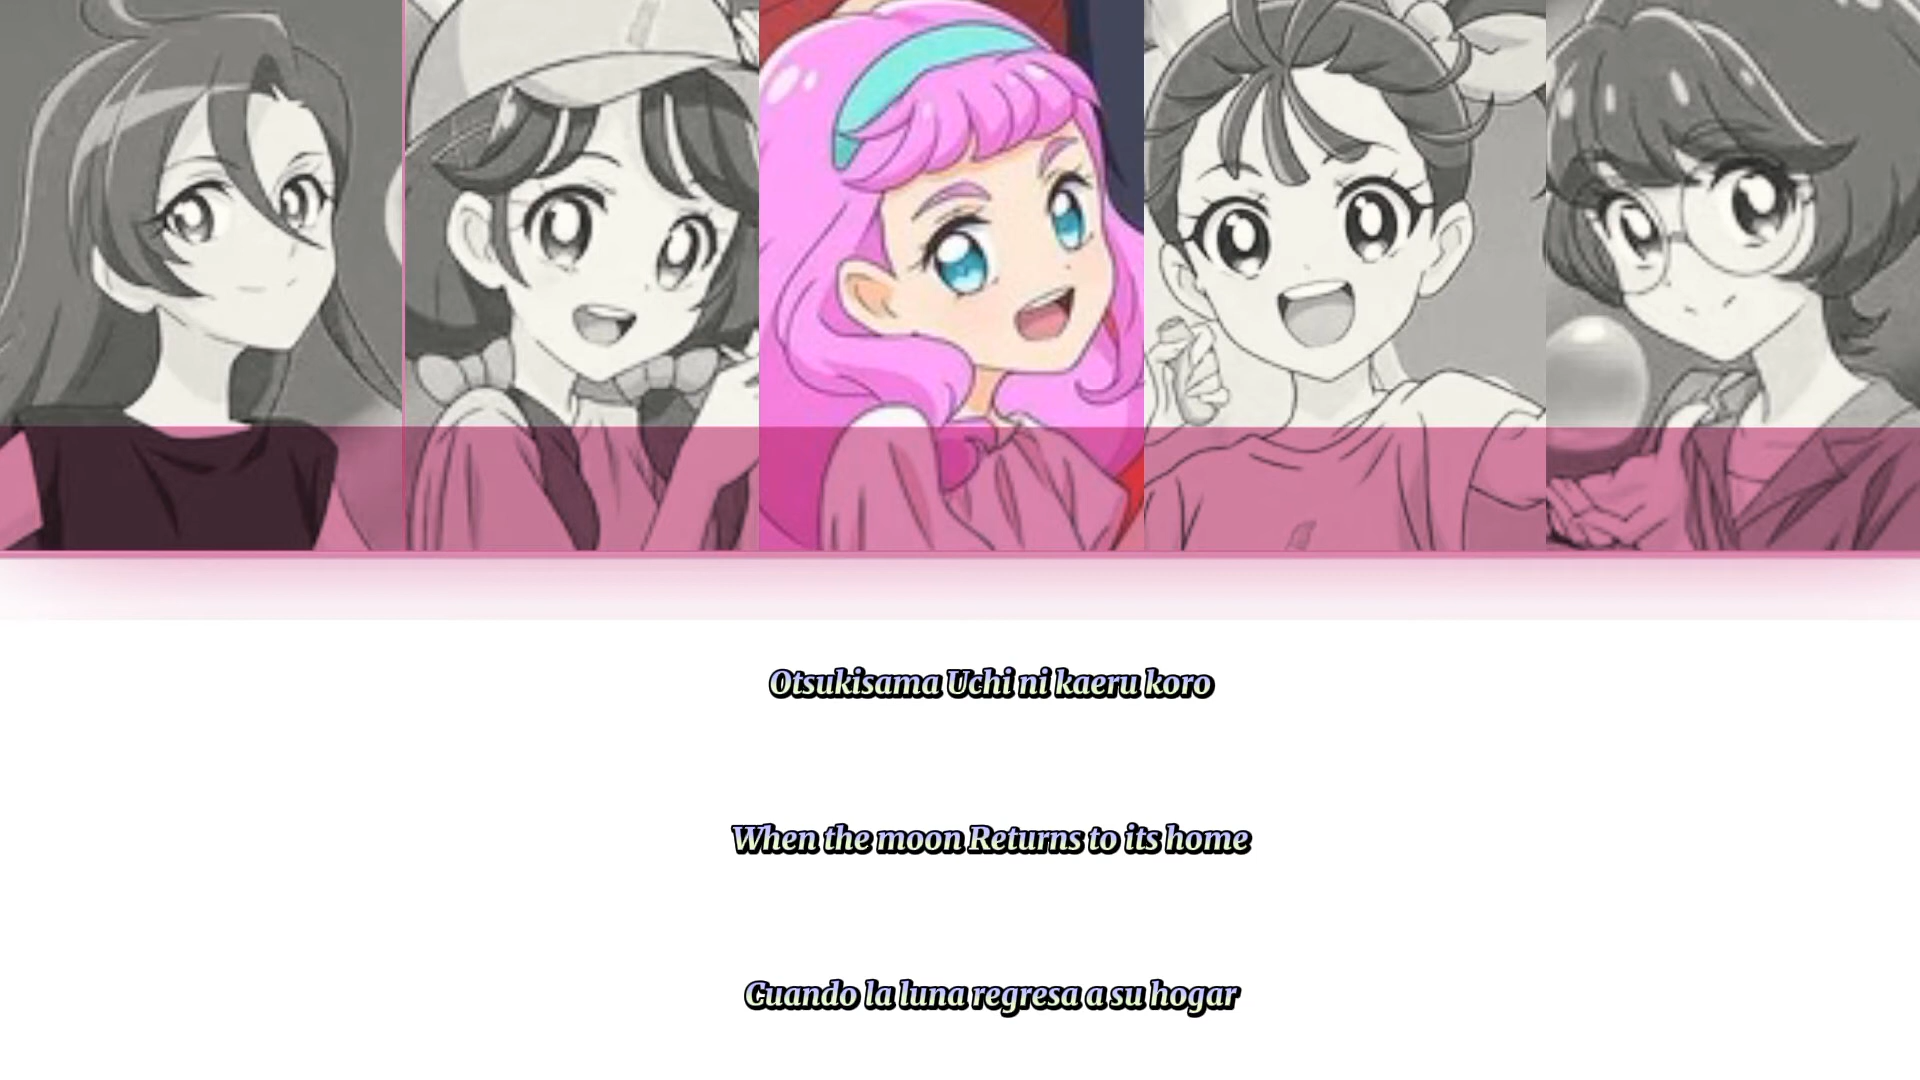 Otsukisama Uchi ni kaeru koro
When the moon Returns to its home
Cuando la luna regresa a su hogar